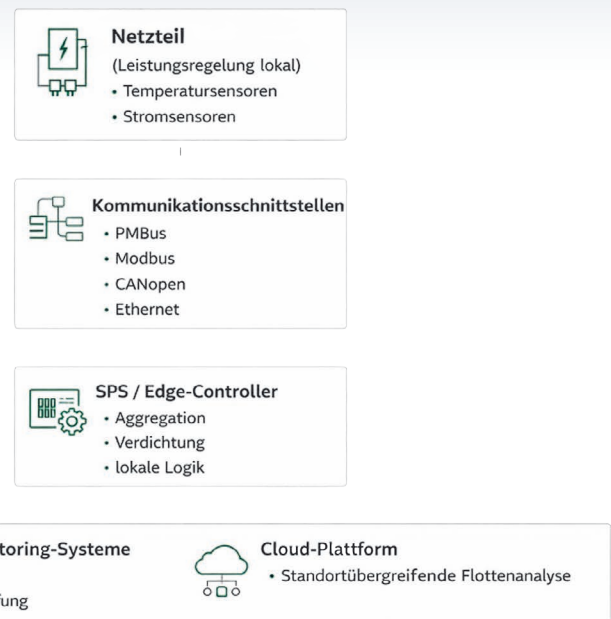 Netzteil
(Leistungsregelung lokal)
• Temperatursensoren
• Stromsensoren
Kommunikationsschnittstellen
• PMBus
• Modbus
• CANopen
• Ethernet
SPS / Edge-Controller
• Aggregation
• Verdichtung
• lokale Logik
toring-Systeme
fung
Cloud-Plattform
• Standortübergreifende Flottenanalyse